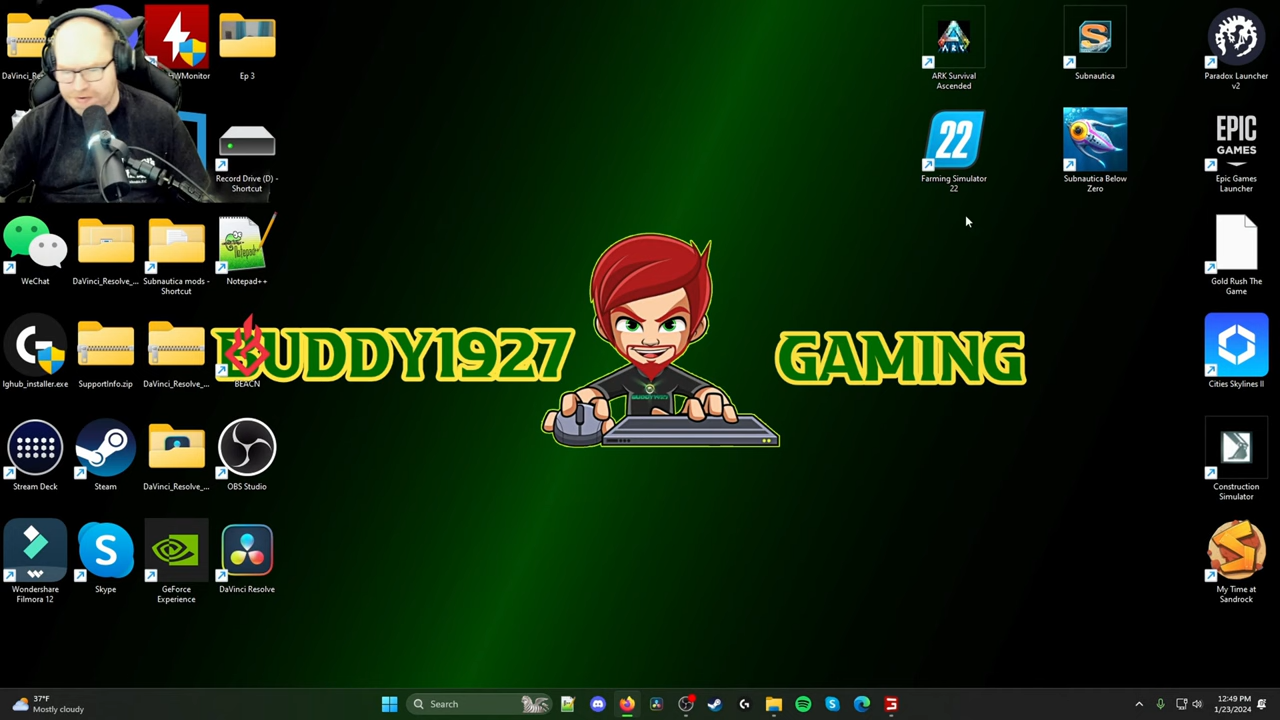 DaVinci_Re
HWMonitor
Ep 3
Record Drive (D) -
Shortcut
WeChat
DaVinci_Resolve_...
Subnautica mods -
Shortcut
Notepad++
lghub_installer.exe
SupportInfo.zip
DaVinci_Resolve_...
BEACN
Stream Deck
Steam
DaVinci_Resolve_...
OBS Studio
Wondershare
Filmora 12
Skype
GeForce
Experience
DaVinci Resolve
BUDDY1927
GAMING
BUDDY1927
ARK
ARK Survival
Ascended
Subnautica
Paradox Launcher
v2
22
Farming Simulator
22
Subnautica Below
Zero
EPIC
GAMES
Epic Games
Launcher
Gold Rush The
Game
Cities Skylines II
Construction
Simulator
My Time at
Sandrock
37°F
Mostly cloudy
Search
12:49 PM
1/23/2024